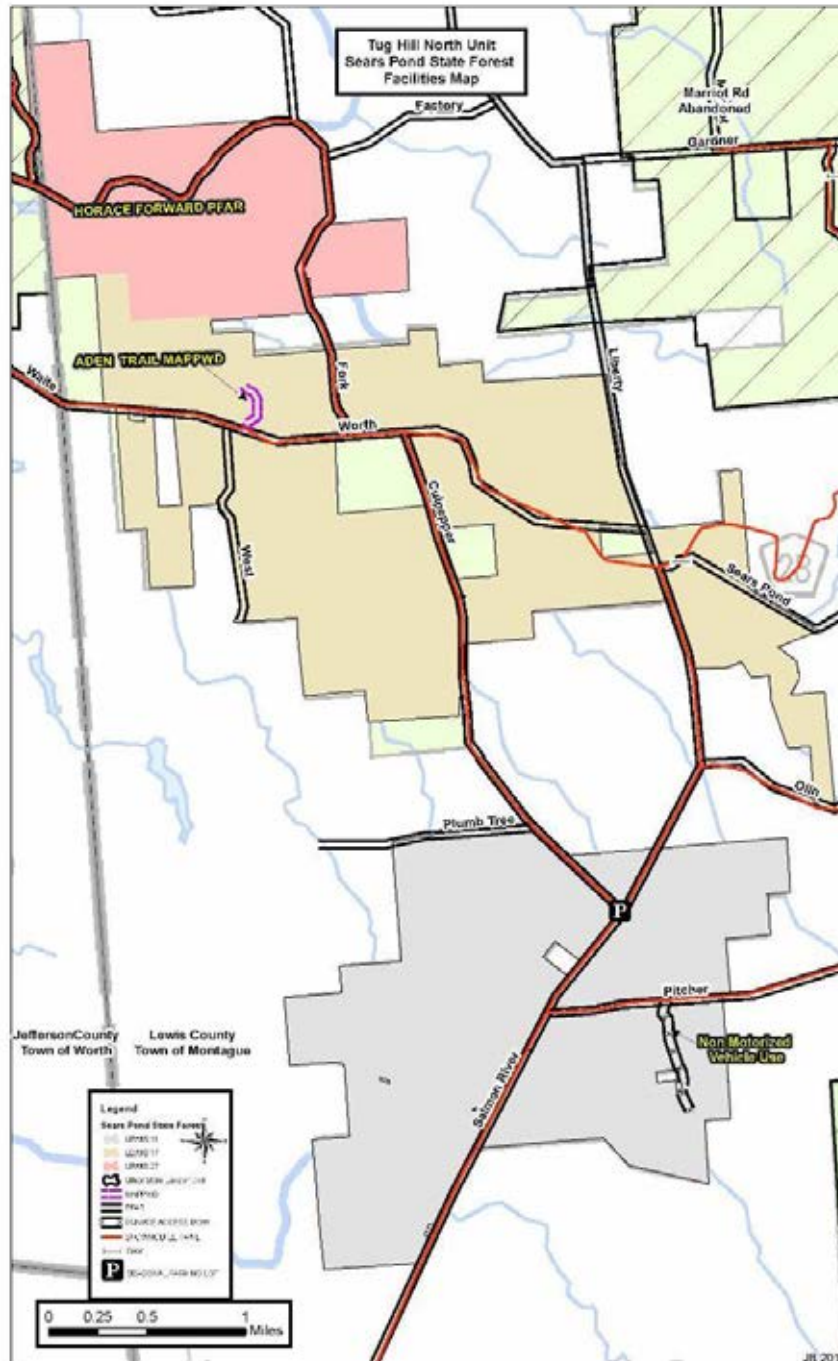 Tug Hill North Unit
Sears Pond State Forest
Facilities Map
Marriot Rd
Abandoned
Factory
Gardner
HORACE FORWARD PFAR
ADEN TRAIL MAPPWD
Waite
Fork
Liberty
Worth
Culpepper
West
28
Sears Pond
Olin
Plumb Tree
P
Pitcher
JeffersonCounty
Town of Worth
Lewis County
Town of Montague
Non Motorized
Vehicle Use
Salmon River
Legend
Sears Pond State Forest
P
0 0.25 0.5 1
Miles